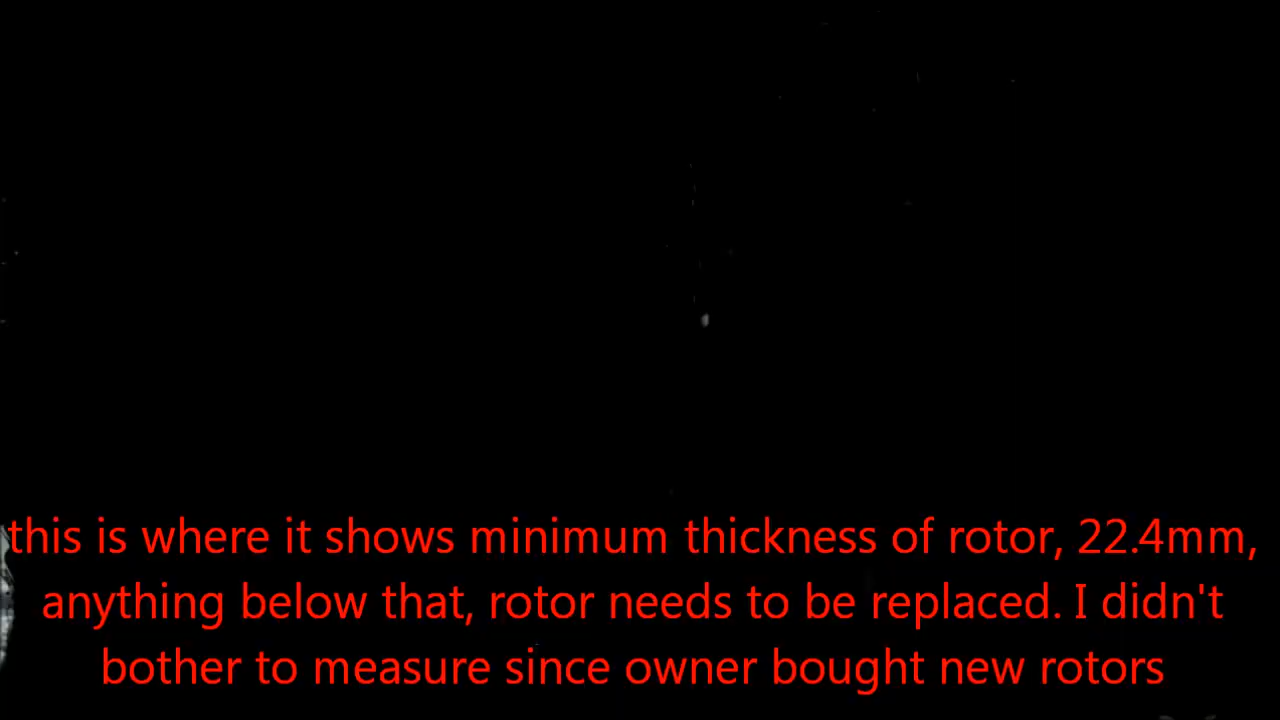 this is where it shows minimum thickness of rotor, 22.4mm,
anything below that, rotor needs to be replaced. I didn't
bother to measure since owner bought new rotors